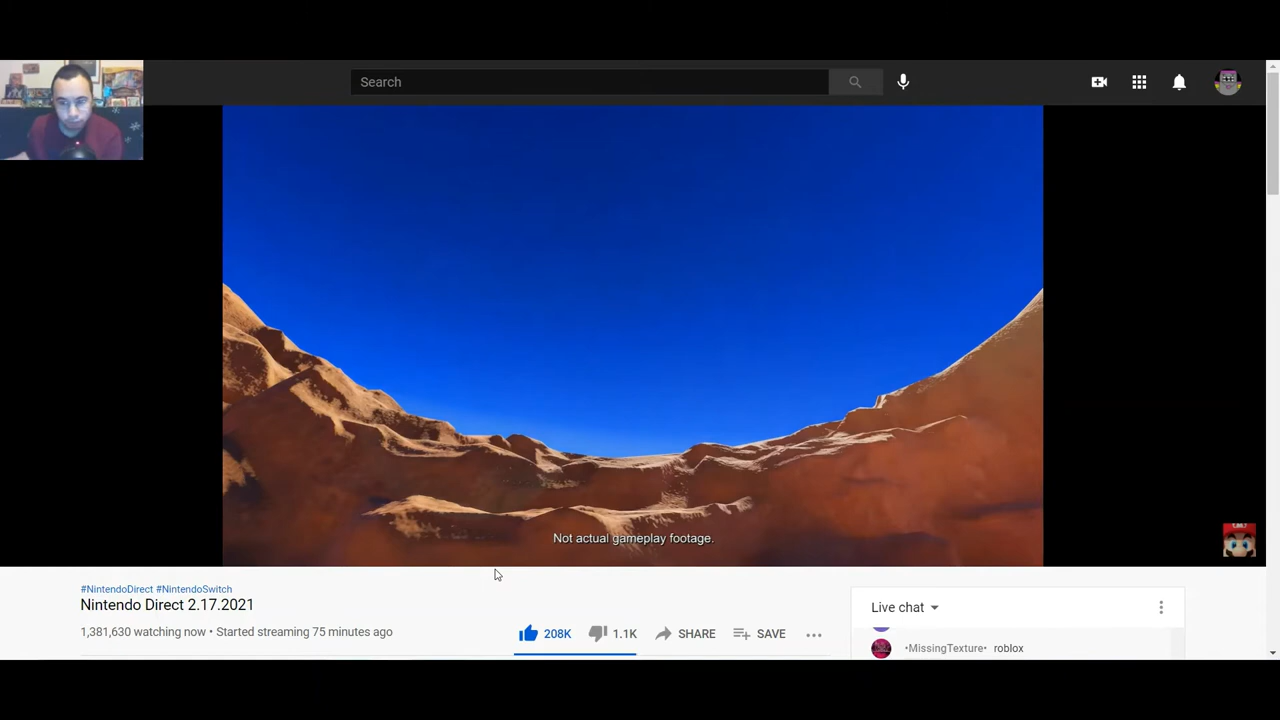 Search
Not actual gameplay footage.
#NintendoDirect #NintendoSwitch
Nintendo Direct 2.17.2021
1,381,630 watching now • Started streaming 75 minutes ago
208K
1.1K
SHARE
SAVE
Live chat
•MissingTexture• roblox